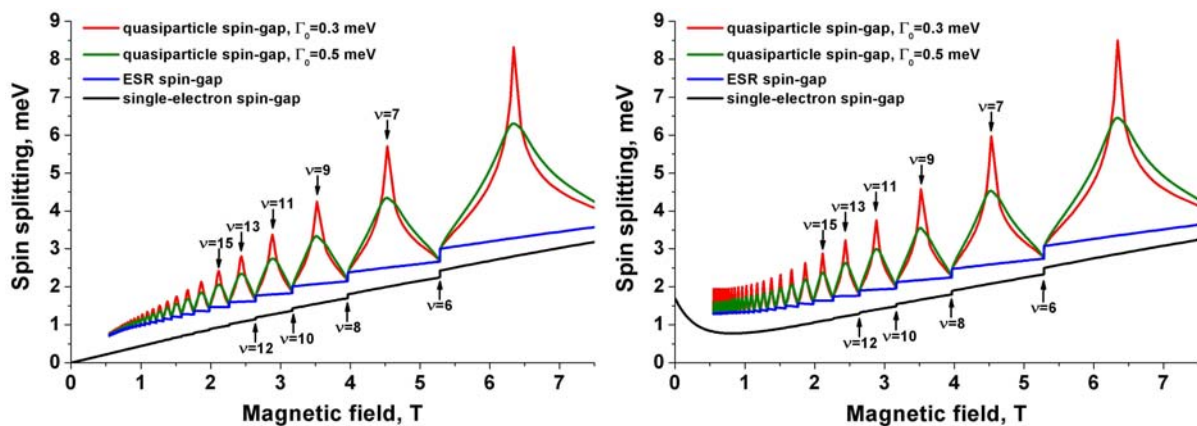 9
8
7
6
5
4
3
2
1
0
Spin splitting, meV
quasiparticle spin-gap, Γ₀=0.3 meV
quasiparticle spin-gap, Γ₀=0.5 meV
ESR spin-gap
single-electron spin-gap
ν=7
ν=9
ν=11
ν=13
ν=15
ν=6
ν=8
ν=10
ν=12
0 1 2 3 4 5 6 7
Magnetic field, T
9
8
7
6
5
4
3
2
1
0
Spin splitting, meV
quasiparticle spin-gap, Γ₀=0.3 meV
quasiparticle spin-gap, Γ₀=0.5 meV
ESR spin-gap
single-electron spin-gap
ν=7
ν=9
ν=11
ν=13
ν=15
ν=6
ν=8
ν=10
ν=12
0 1 2 3 4 5 6 7
Magnetic field, T